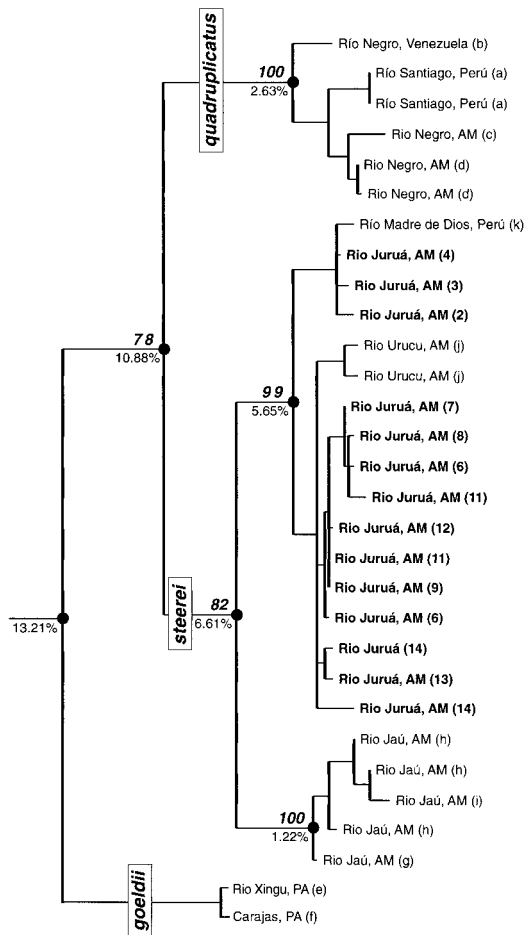 quadruplicatus
100
2.63%
Río Negro, Venezuela (b)
Río Santiago, Perú (a)
Río Santiago, Perú (a)
Rio Negro, AM (c)
Rio Negro, AM (d)
Rio Negro, AM (d)
78
10.88%
Río Madre de Dios, Perú (k)
Rio Juruá, AM (4)
Rio Juruá, AM (3)
Rio Juruá, AM (2)
99
5.65%
Rio Urucu, AM (j)
Rio Urucu, AM (j)
Rio Juruá, AM (7)
Rio Juruá, AM (8)
Rio Juruá, AM (6)
Rio Juruá, AM (11)
Rio Juruá, AM (12)
Rio Juruá, AM (11)
Rio Juruá, AM (9)
Rio Juruá, AM (6)
steerei
82
6.61%
13.21%
Rio Juruá (14)
Rio Juruá, AM (13)
Rio Juruá, AM (14)
Rio Jaú, AM (h)
Rio Jaú, AM (h)
Rio Jaú, AM (i)
100
1.22%
Rio Jaú, AM (h)
Rio Jaú, AM (g)
goeldii
Rio Xingu, PA (e)
Carajas, PA (f)